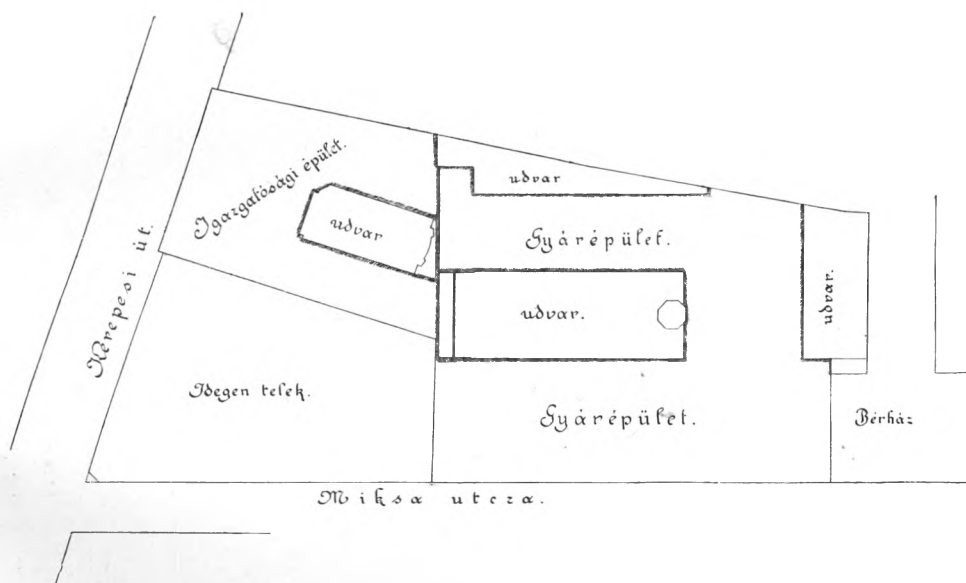 Kerepesi út.
Igazgatósági épület.
udvar
udvar
Gyárépület.
udvar.
udvar.
Idegen telek.
Gyárépület.
Bérház
Miksa utcza.